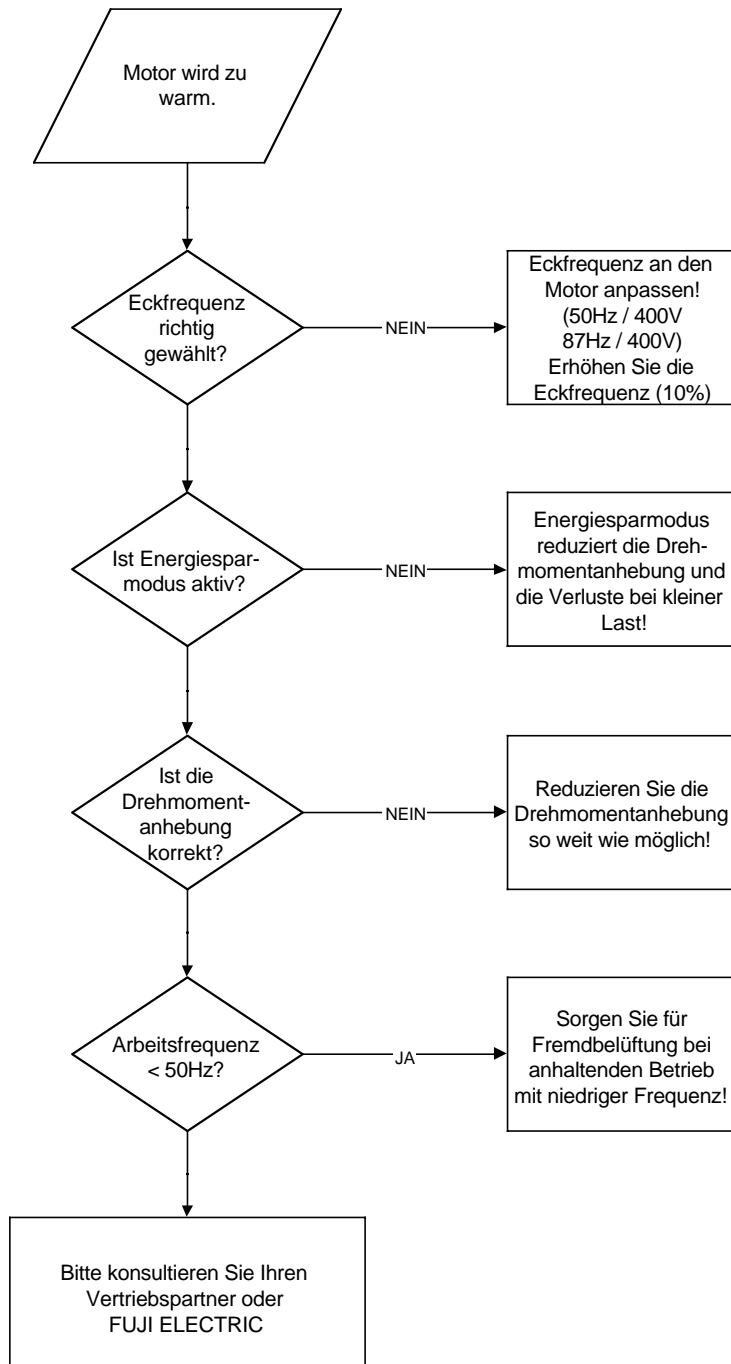 Motor wird zu
warm.
Eckfrequenz
richtig
gewählt?
NEIN
Eckfrequenz an den
Motor anpassen!
(50Hz / 400V
87Hz / 400V)
Erhöhen Sie die
Eckfrequenz (10%)
Ist Energiespar-
modus aktiv?
NEIN
Energiesparmodus
reduziert die Dreh-
momentanhebung und
die Verluste bei kleiner
Last!
Ist die
Drehmoment-
anhebung
korrekt?
NEIN
Reduzieren Sie die
Drehmomentanhebung
so weit wie möglich!
Arbeitsfrequenz
< 50Hz?
JA
Sorgen Sie für
Fremdbelüftung bei
anhaltenden Betrieb
mit niedriger Frequenz!
Bitte konsultieren Sie Ihren
Vertriebspartner oder
FUJI ELECTRIC